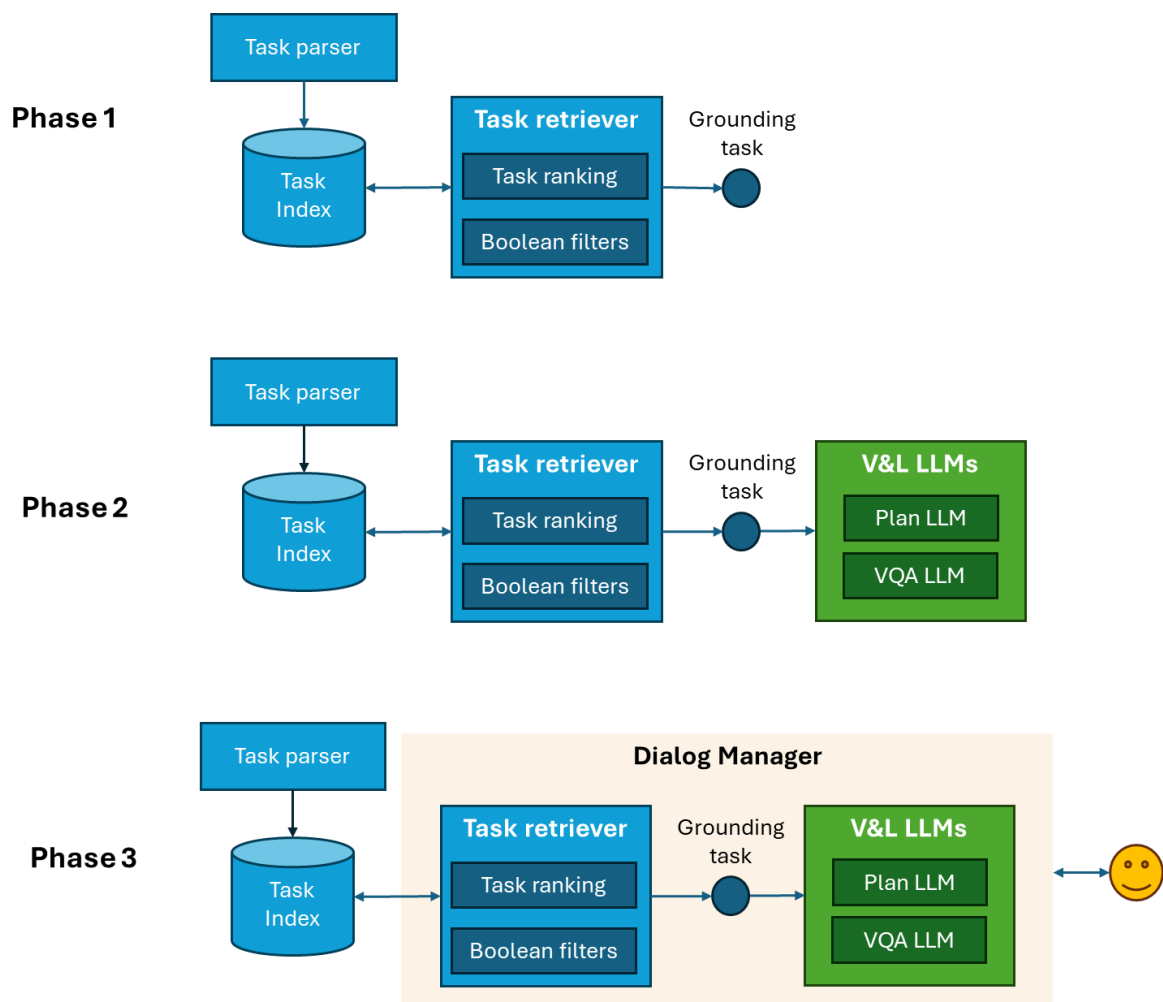 Task parser
Phase 1
Task
Index
Task retriever
Task ranking
Boolean filters
Grounding
task
Task parser
Phase 2
Task
Index
Task retriever
Task ranking
Boolean filters
Grounding
task
V&L LLMs
Plan LLM
VQA LLM
Task parser
Dialog Manager
Phase 3
Task
Index
Task retriever
Task ranking
Boolean filters
Grounding
task
V&L LLMs
Plan LLM
VQA LLM